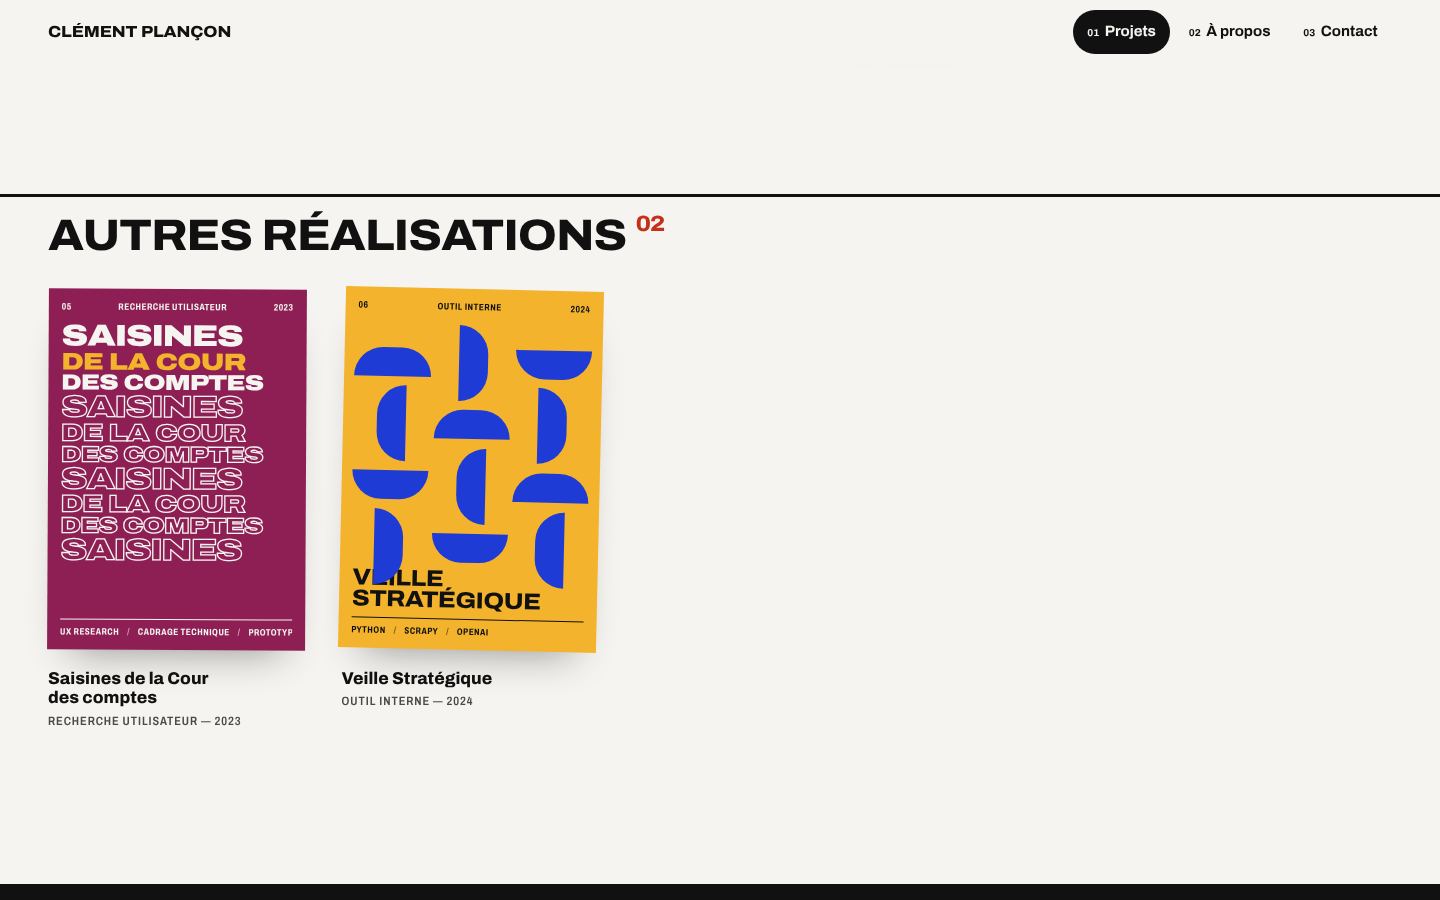 CLÉMENT PLANÇON
01 Projets
02 À propos
03 Contact
AUTRES RÉALISATIONS 02
05 RECHERCHE UTILISATEUR 2023
SAISINES
DE LA COUR
DES COMPTES
SAISINES
DE LA COUR
DES COMPTES
SAISINES
DE LA COUR
DES COMPTES
SAISINES
UX RESEARCH / CADRAGE TECHNIQUE / PROTOTYP
Saisines de la Cour
des comptes
RECHERCHE UTILISATEUR — 2023
06 OUTIL INTERNE 2024
VEILLE
STRATÉGIQUE
PYTHON / SCRAPY / OPENAI
Veille Stratégique
OUTIL INTERNE — 2024